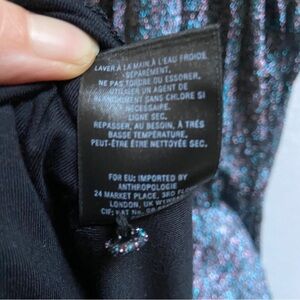 LAVER À LA MAIN À L'EAU FROIDE
SÉPARÉMENT.
NE PAS TORDRE OU ESSORER.
UTILISER UN AGENT DE
BLANCHIMENT SANS CHLORE SI
NÉCESSAIRE.
LIGNE SEC.
REPASSER, AU BESOIN, À TRÈS
BASSE TEMPÉRATURE.
PEUT-ÊTRE ÊTRE NETTOYÉE SEC.
FOR EU: IMPORTED BY
ANTHROPOLOGIE
24 MARKET PLACE, 3RD FLOOR
LONDON, UK
CIF: